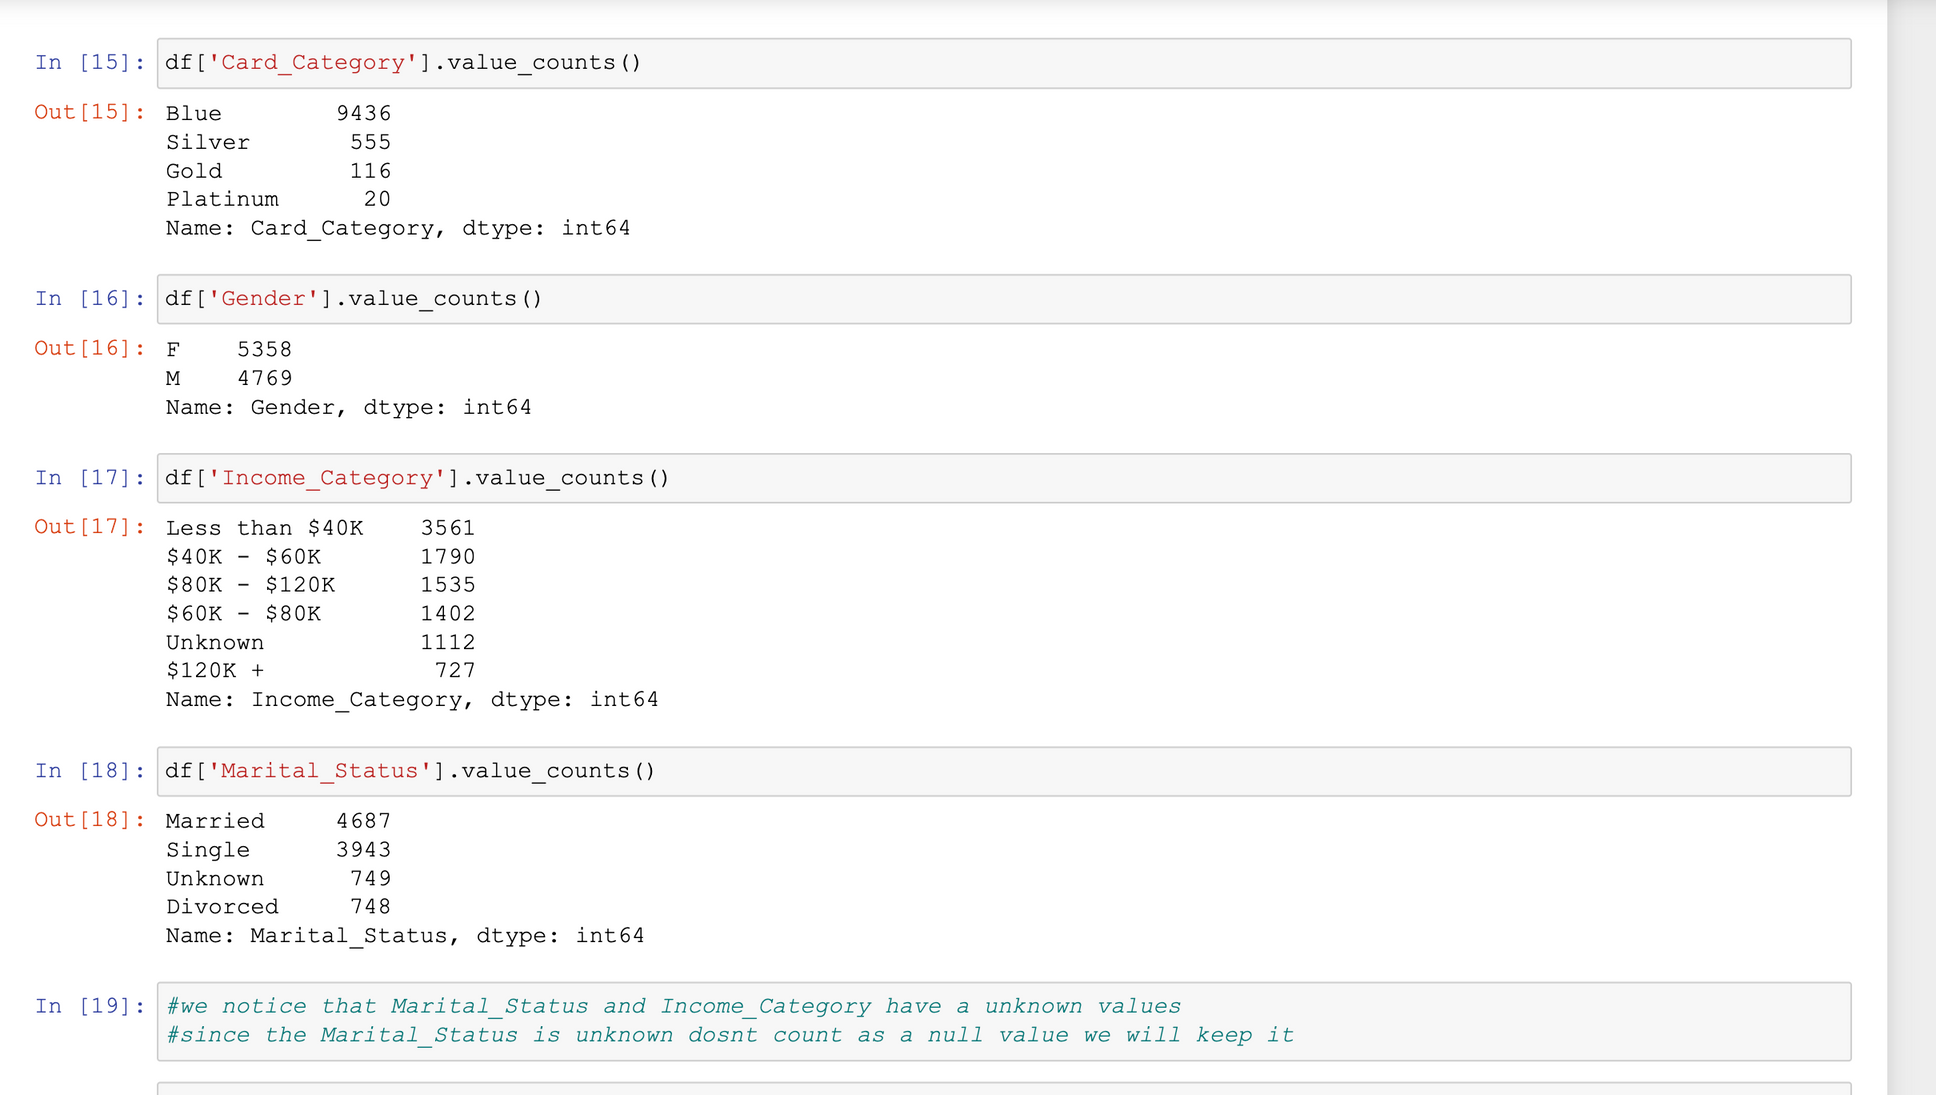 In [15]: df['Card_Category'].value_counts()
Out[15]: Blue 9436
Silver 555
Gold 116
Platinum 20
Name: Card_Category, dtype: int64
In [16]: df['Gender'].value_counts()
Out[16]: F 5358
M 4769
Name: Gender, dtype: int64
In [17]: df['Income_Category'].value_counts()
Out[17]: Less than $40K 3561
$40K - $60K 1790
$80K - $120K 1535
$60K - $80K 1402
Unknown 1112
$120K + 727
Name: Income_Category, dtype: int64
In [18]: df['Marital_Status'].value_counts()
Out[18]: Married 4687
Single 3943
Unknown 749
Divorced 748
Name: Marital_Status, dtype: int64
In [19]: #we notice that Marital_Status and Income_Category have a unknown values
#since the Marital_Status is unknown dosnt count as a null value we will keep it